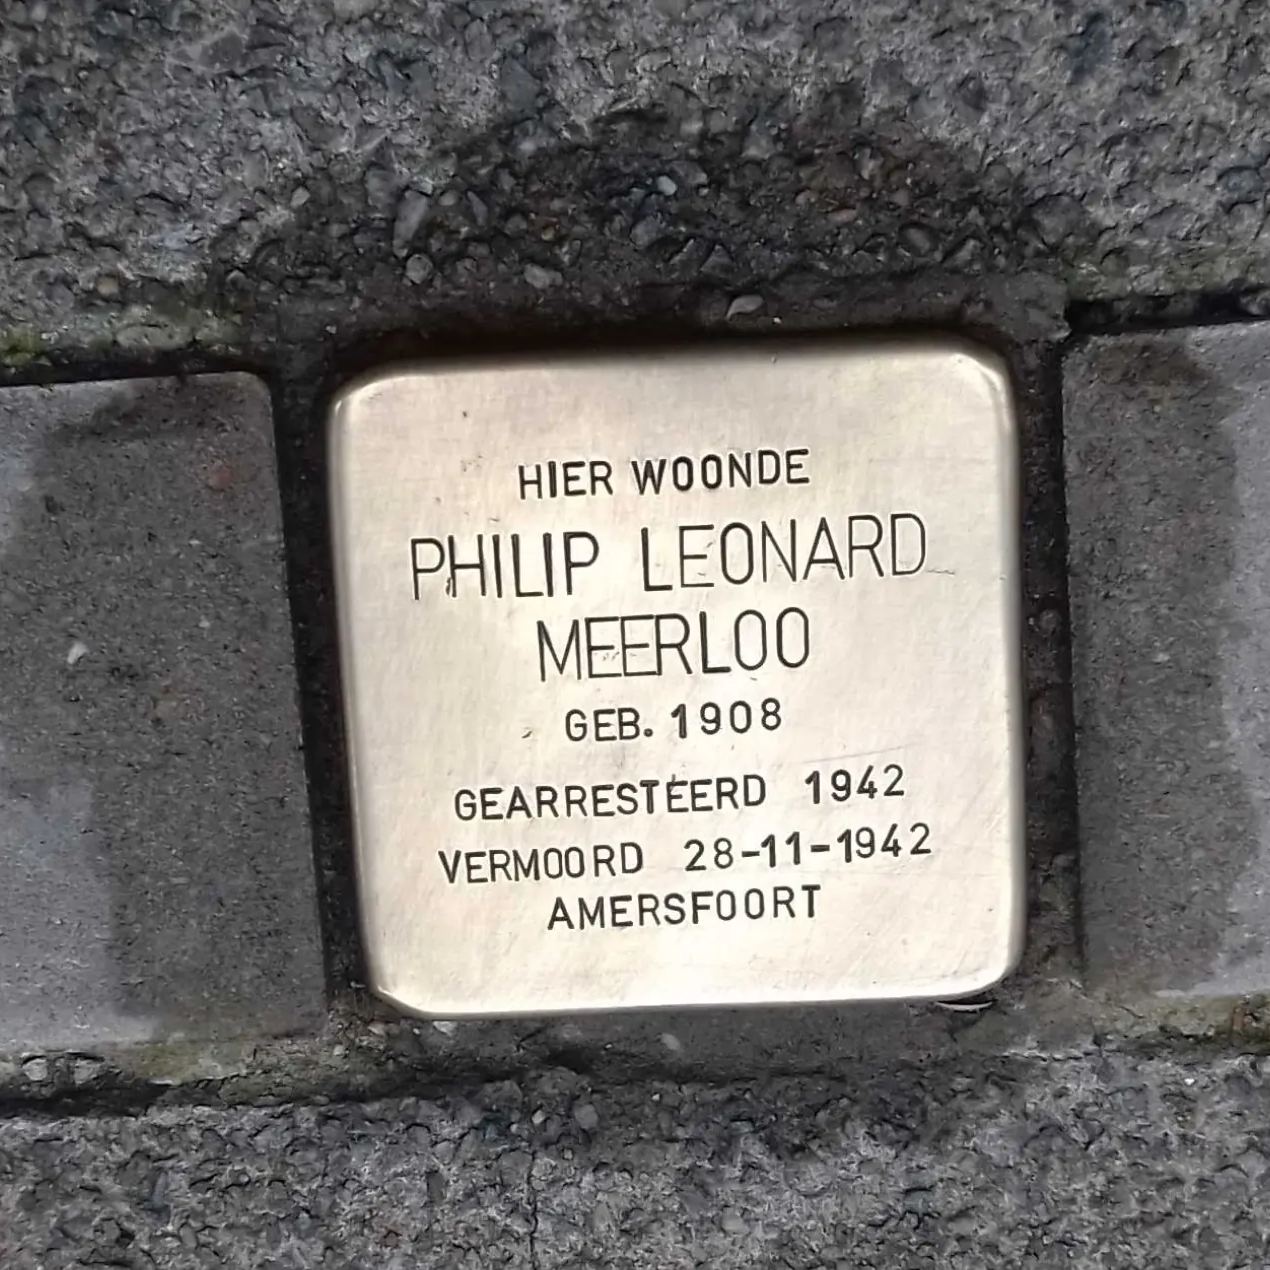 HIER WOONDE
PHILIP LEONARD
MEERLOO
GEB. 1908
GEARRESTEERD 1942
VERMOORD 28-11-1942
AMERSFOORT